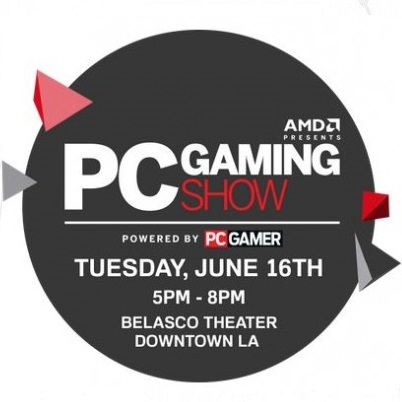 AMD
PRESENTS
PC GAMING
SHOW
POWERED BY PC GAMER
TUESDAY, JUNE 16TH
5PM - 8PM
BELASCO THEATER
DOWNTOWN LA